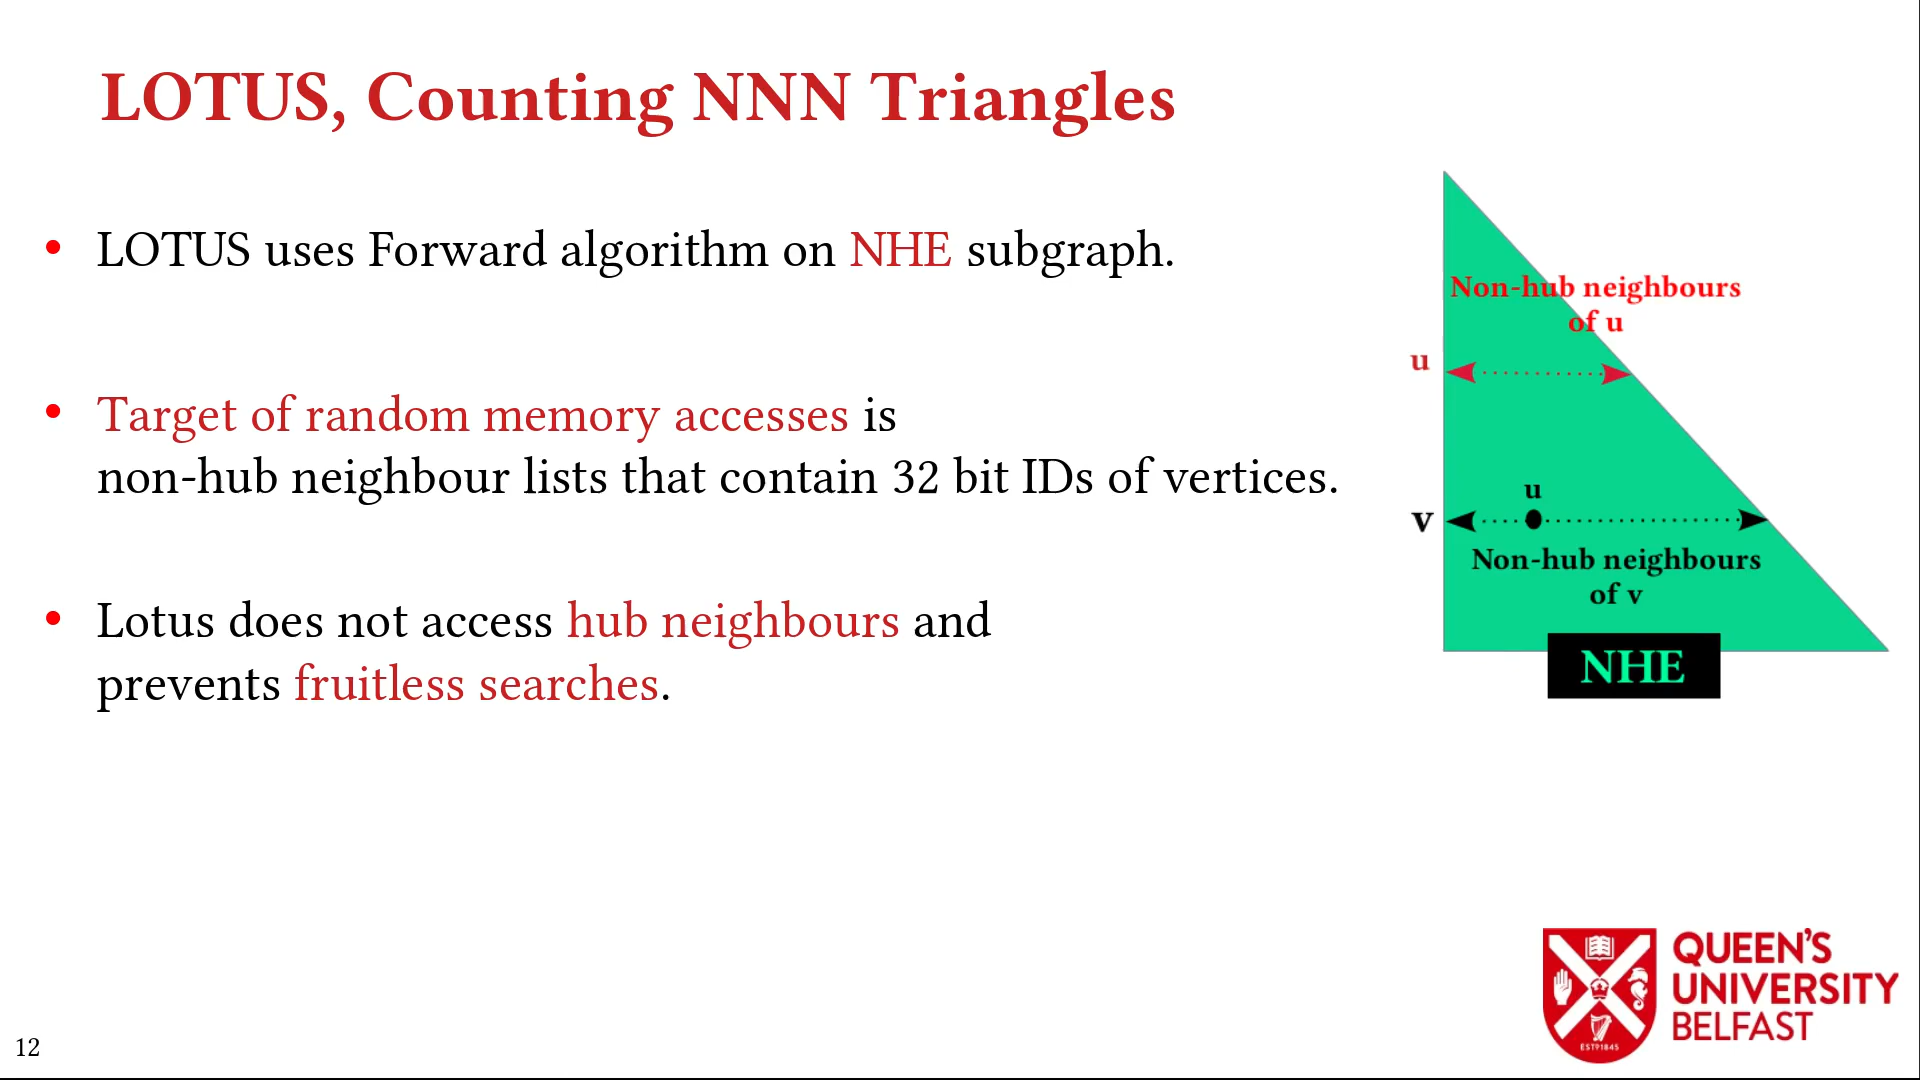 LOTUS, Counting NNN Triangles
• LOTUS uses Forward algorithm on NHE subgraph.
• Target of random memory accesses is
non-hub neighbour lists that contain 32 bit IDs of vertices.
• Lotus does not access hub neighbours and
prevents fruitless searches.
Non-hub neighbours
of u
u
u
v
Non-hub neighbours
of v
NHE
QUEEN'S
UNIVERSITY
BELFAST
ESTD1845
12